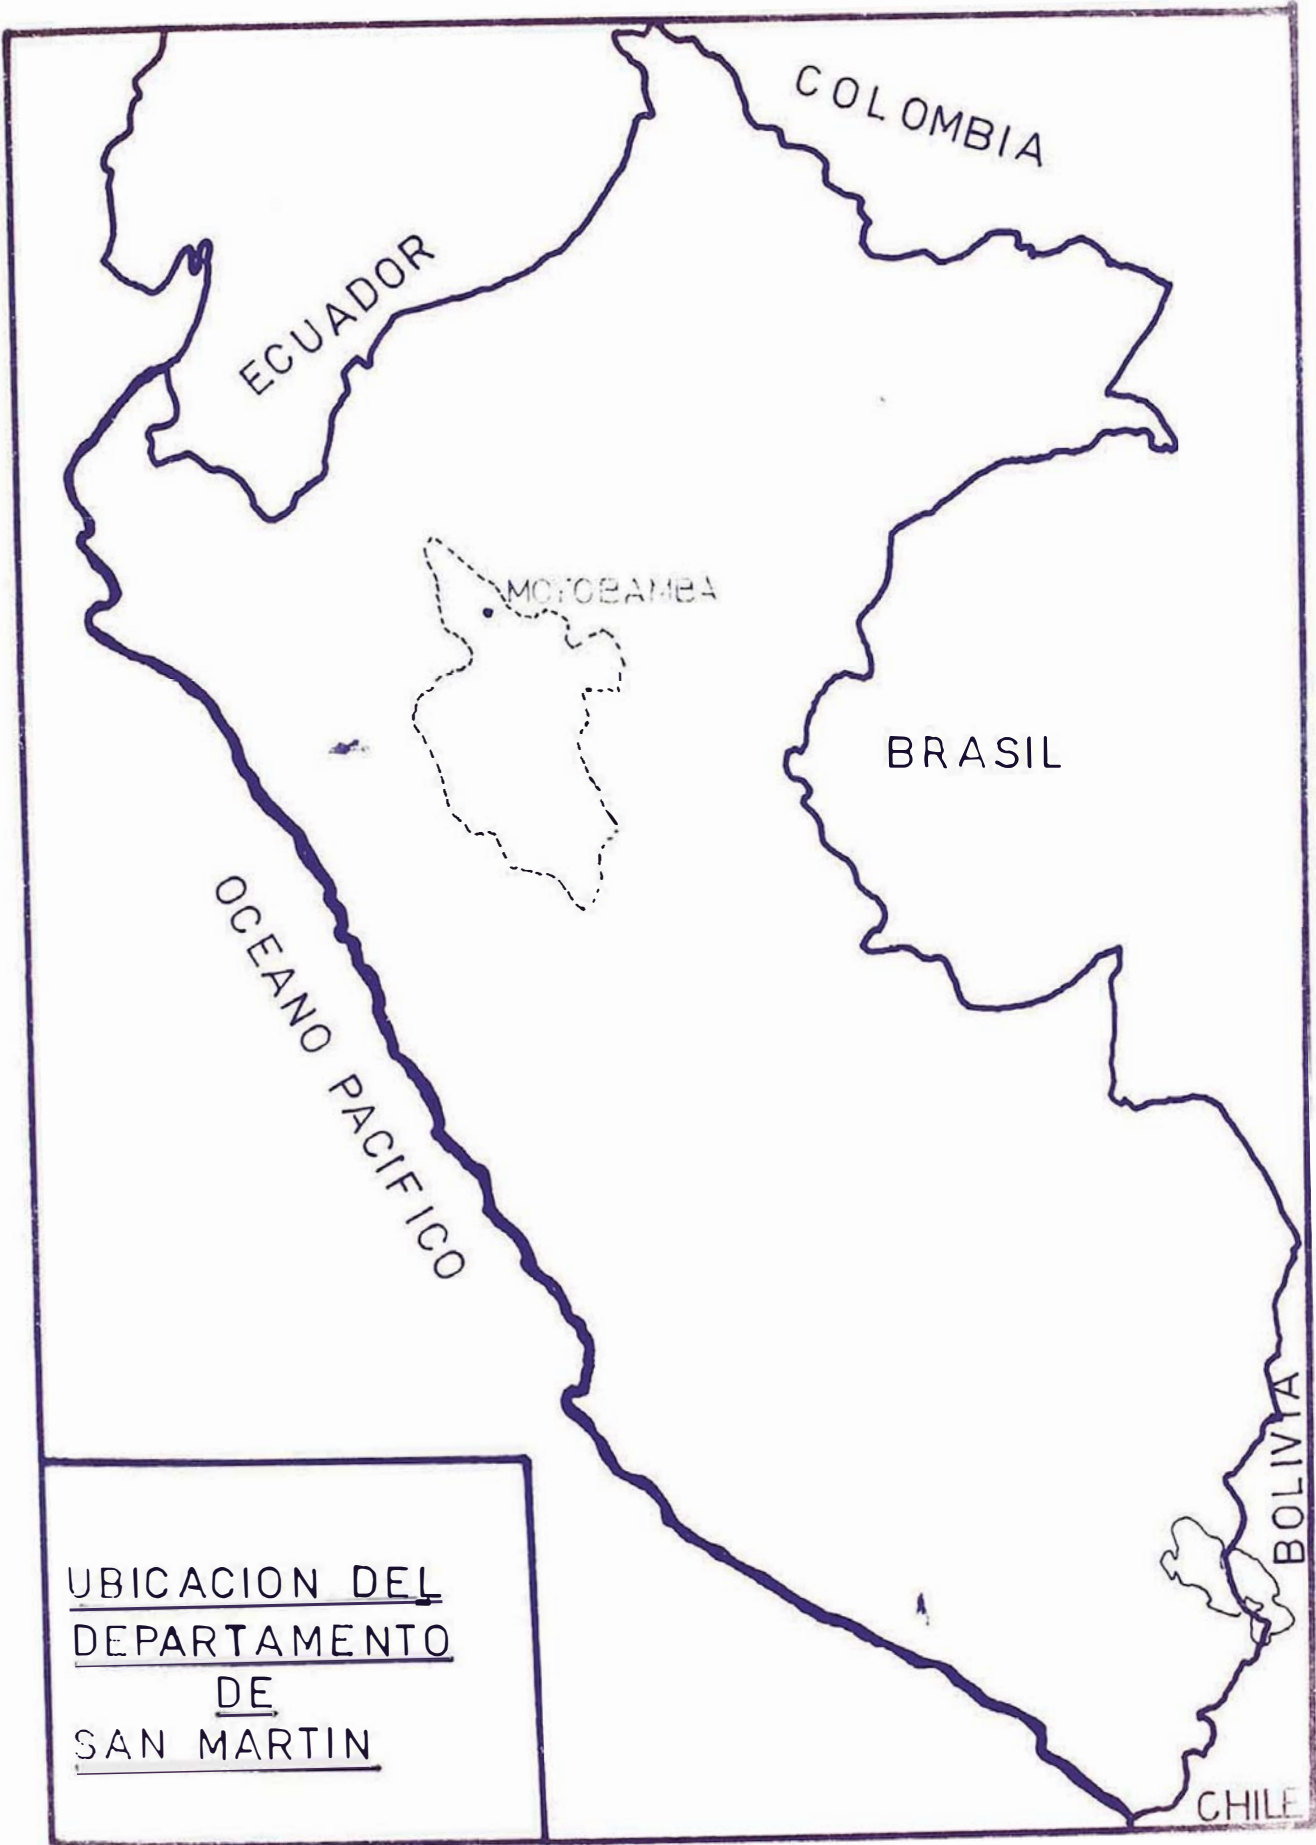 COLOMBIA
ECUADOR
MOYOBAMBA
BRASIL
OCEANO PACIFICO
BOLIVIA
UBICACION DEL
DEPARTAMENTO
DE
SAN MARTIN
CHILE